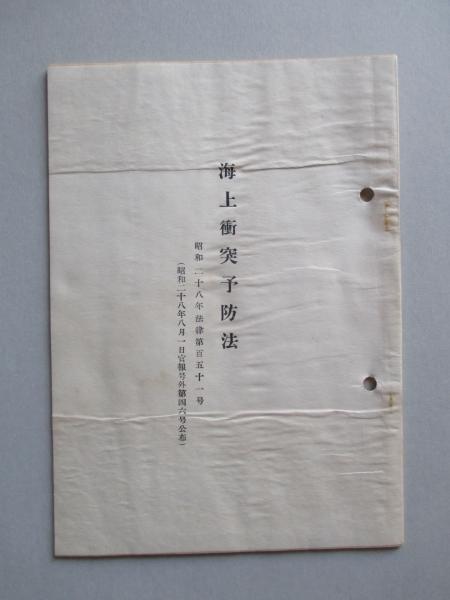 海上衝突予防法
昭和二十八年法律第百五十一号
(昭和二十八年八月一日官報号外第四六号公布)